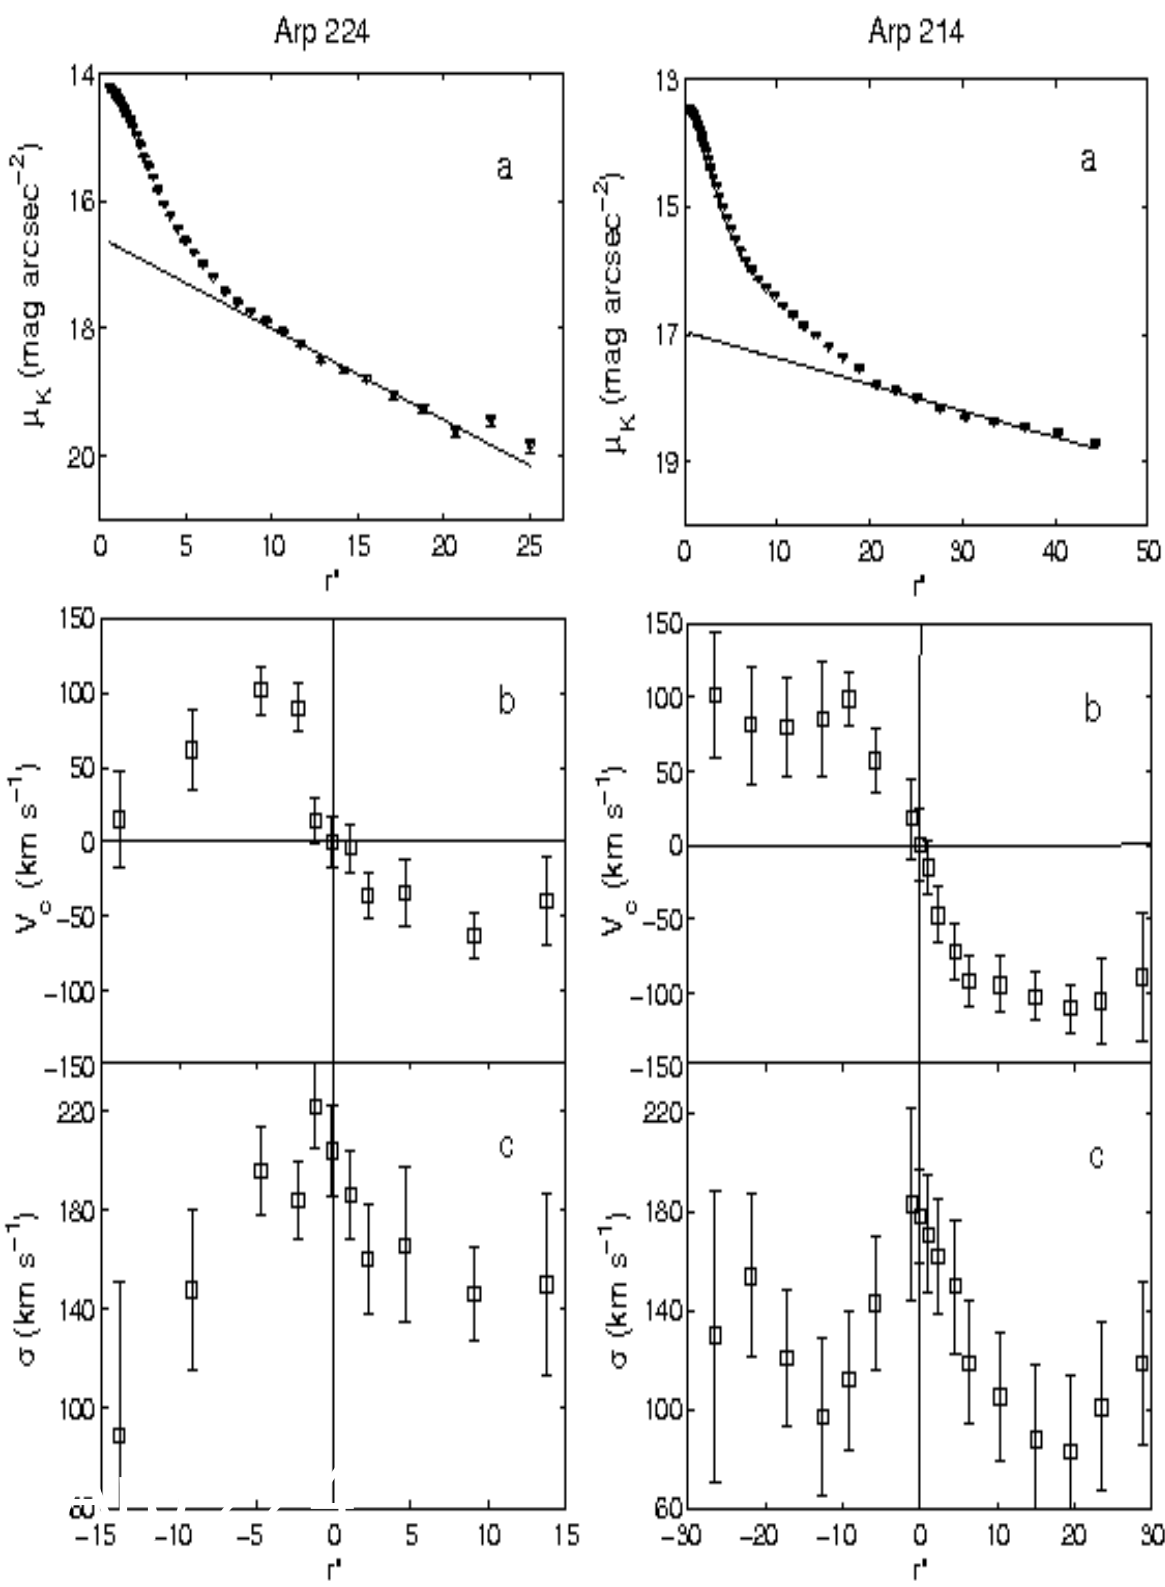 Arp 224
Arp 214
14
16
18
20
μK (mag arcsec−2)
a
0 5 10 15 20 25
r"
13
15
17
19
μK (mag arcsec−2)
a
0 10 20 30 40 50
r"
150
100
50
0
−50
−100
−150
Vc (km s−1)
b
150
100
50
0
−50
−100
−150
Vc (km s−1)
b
220
180
140
100
60
σ (km s−1)
c
−15 −10 −5 0 5 10 15
r"
220
180
140
100
60
σ (km s−1)
c
−30 −20 −10 0 10 20 30
r"